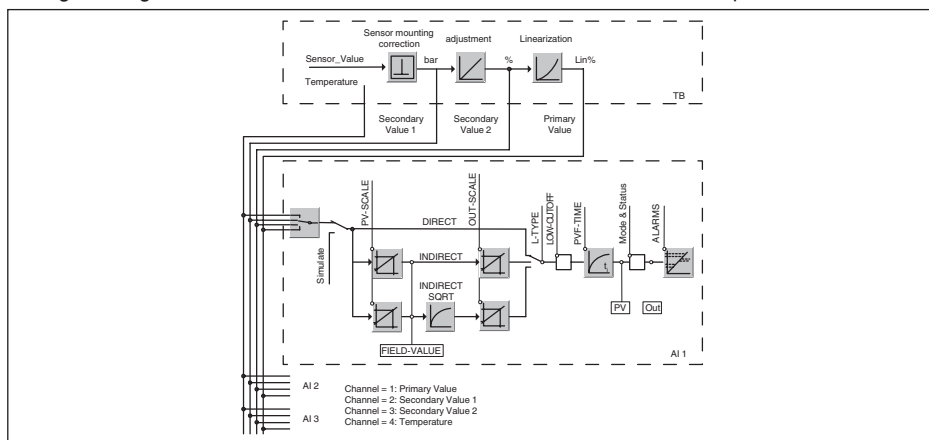 Sensor mounting
correction
adjustment
Linearization
Sensor_Value
bar
%
Lin%
Temperature
TB
Secondary
Value 1
Secondary
Value 2
Primary
Value
PV-SCALE
OUT-SCALE
L-TYPE
LOW-CUTOFF
PVF-TIME
Mode & Status
ALARMS
DIRECT
Simulate
INDIRECT
INDIRECT
SQRT
PV
Out
FIELD-VALUE
AI 1
AI 2
Channel = 1: Primary Value
Channel = 2: Secondary Value 1
AI 3
Channel = 3: Secondary Value 2
Channel = 4: Temperature